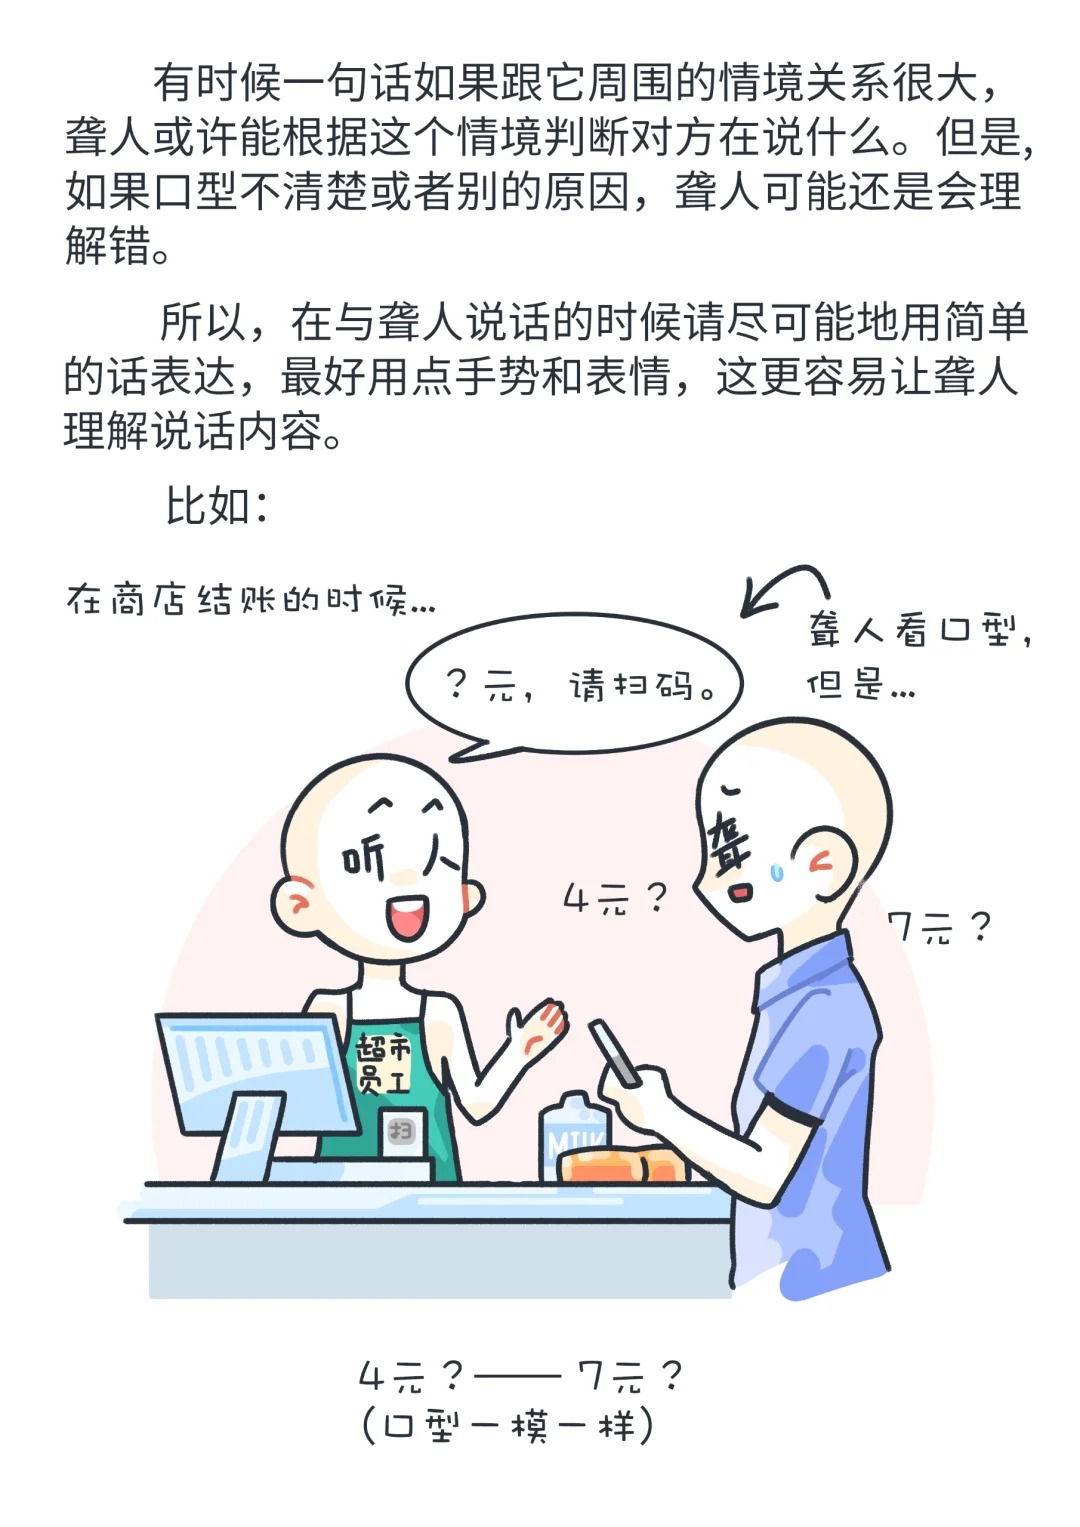 有时候一句话如果跟它周围的情境关系很大，
聋人或许能根据这个情境判断对方在说什么。但是，
如果口型不清楚或者别的原因，聋人可能还是会理
解错。
所以，在与聋人说话的时候请尽可能地用简单
的话表达，最好用点手势和表情，这更容易让聋人
理解说话内容。
比如：
在商店结账的时候...
聋人看口型，
但是...
？元，请扫码。
听人
聋
4元？
7元？
超市
员工
扫
MILK
4元？——7元？
（口型一模一样）